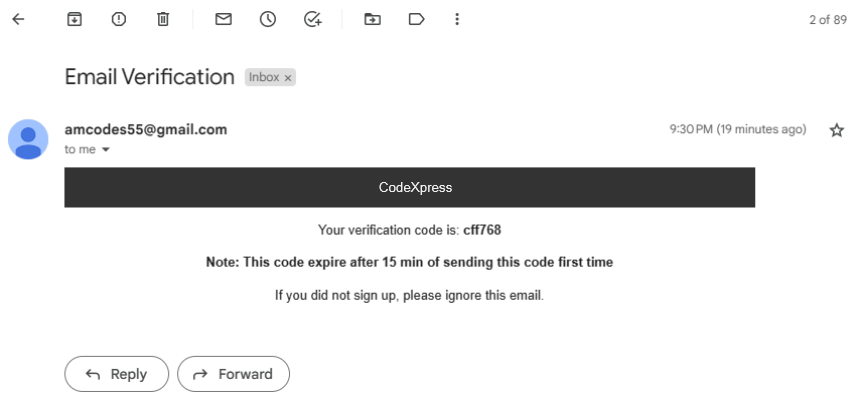 2 of 89
Email Verification Inbox ×
amcodes55@gmail.com 9:30 PM (19 minutes ago)
to me
CodeXpress
Your verification code is: cff768
Note: This code expire after 15 min of sending this code first time
If you did not sign up, please ignore this email.
Reply Forward